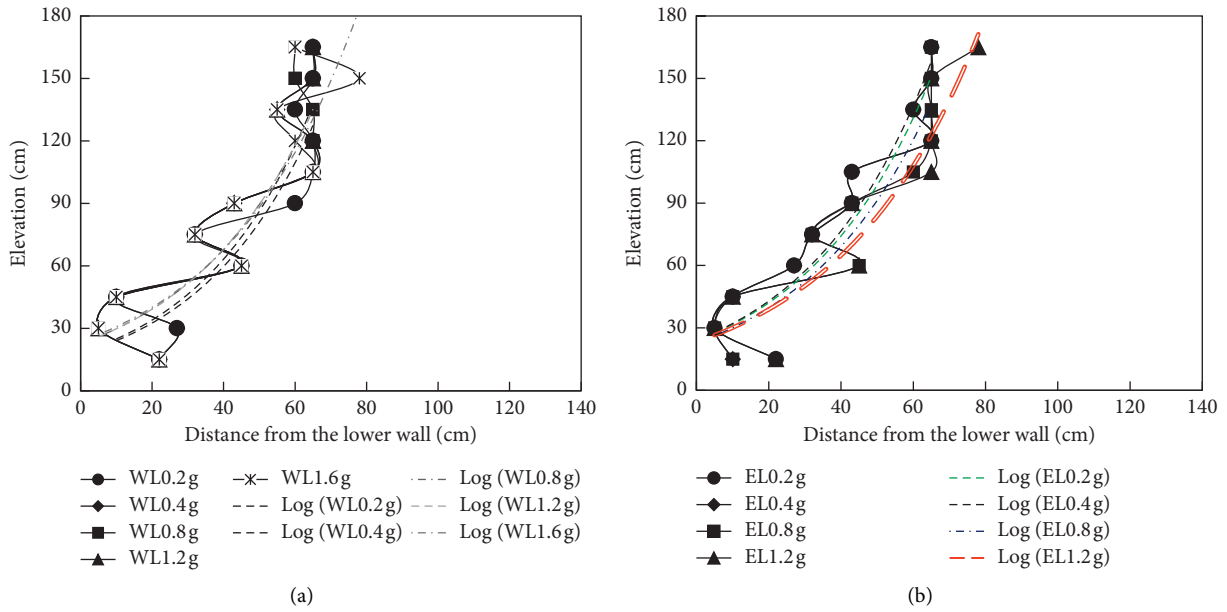 180
150
120
90
60
30
0
Elevation (cm)
0 20 40 60 80 100 120 140
Distance from the lower wall (cm)
WL0.2g
WL0.4g
WL0.8g
WL1.2g
WL1.6g
Log (WL0.2g)
Log (WL0.4g)
Log (WL0.8g)
Log (WL1.2g)
Log (WL1.6g)
(a)
180
150
120
90
60
30
0
Elevation (cm)
0 20 40 60 80 100 120 140
Distance from the lower wall (cm)
EL0.2g
EL0.4g
EL0.8g
EL1.2g
Log (EL0.2g)
Log (EL0.4g)
Log (EL0.8g)
Log (EL1.2g)
(b)